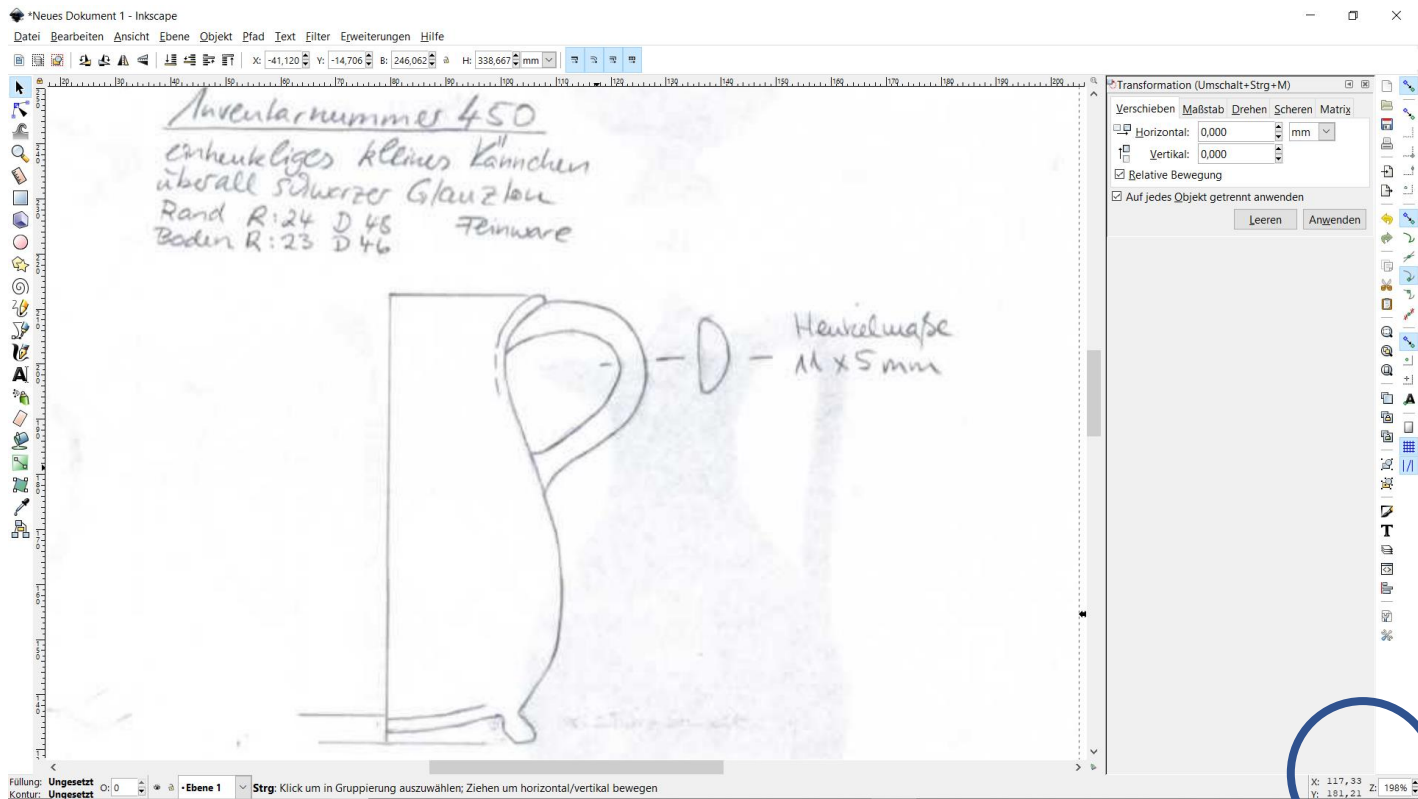 *Neues Dokument 1 - Inkscape
Datei Bearbeiten Ansicht Ebene Objekt Pfad Text Filter Erweiterungen Hilfe
X: -41,120 Y: -14,706 B: 246,062 H: 338,667 mm
Transformation (Umschalt+Strg+M)
Verschieben Maßstab Drehen Scheren Matrix
Horizontal: 0,000 mm
Vertikal: 0,000
Relative Bewegung
Auf jedes Objekt getrennt anwenden
Leeren Anwenden
Inventarnummer 450
einhenkeliges kleines Kännchen
überall schwarzer Glanzton
Rand R:24 D 48 Feinware
Boden R:23 D 46
Henkelmaße
11 x 5 mm
Füllung: Ungesetzt
Kontur: Ungesetzt
O: 0
Ebene 1
Strg: Klick um in Gruppierung auszuwählen; Ziehen um horizontal/vertikal bewegen
X: 117,33
Y: 181,21
Z: 198%